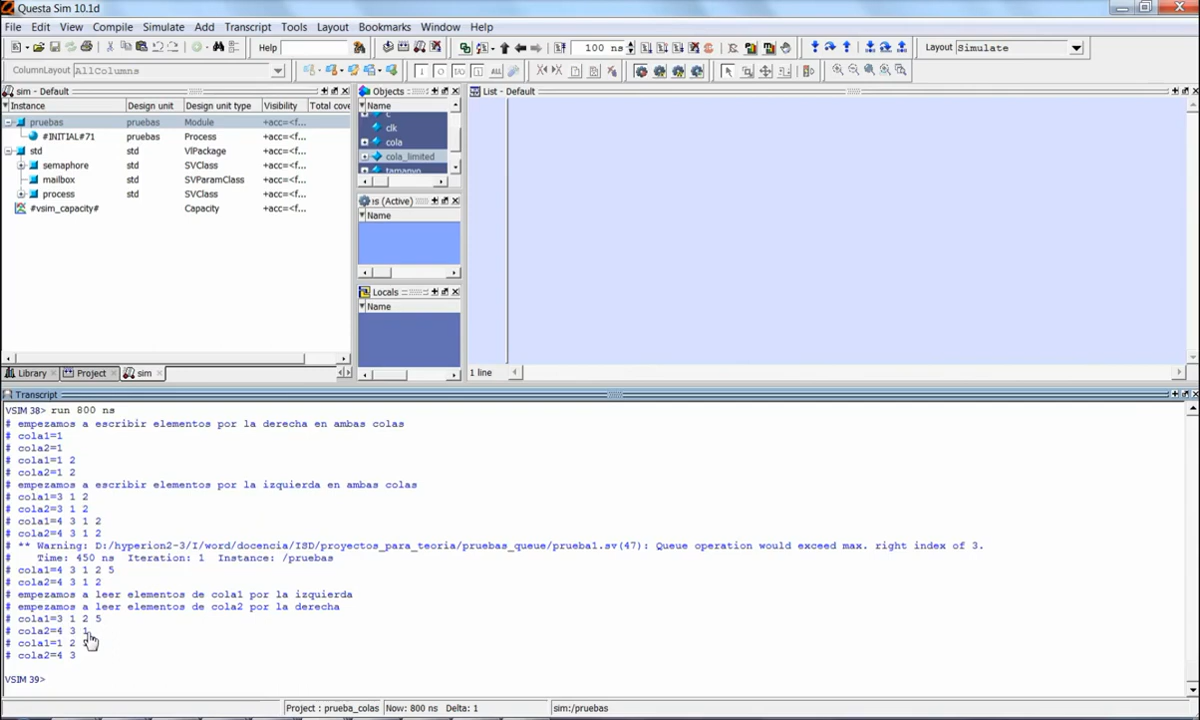 Questa Sim 10.1d
File Edit View Compile Simulate Add Transcript Tools Layout Bookmarks Window Help
Help 100 ns Layout Simulate
ColumnLayout AllColumns
sim - Default
Instance Design unit Design unit type Visibility Total cove
pruebas pruebas Module +acc=<f...
#INITIAL#71 pruebas Process +acc=<f...
std std VlPackage +acc=<f...
semaphore std SVClass +acc=<f...
mailbox std SVParamClass +acc=<f...
process std SVClass +acc=<f...
#vsim_capacity# Capacity +acc=<f...
Objects
Name
c
clk
cola
cola_limited
tamanyo
s (Active)
Name
Locals
Name
List - Default
Library Project sim
1 line
Transcript
VSIM 38> run 800 ns
# empezamos a escribir elementos por la derecha en ambas colas
# cola1=1
# cola2=1
# cola1=1 2
# cola2=1 2
# empezamos a escribir elementos por la izquierda en ambas colas
# cola1=3 1 2
# cola2=3 1 2
# cola1=4 3 1 2
# cola2=4 3 1 2
# ** Warning: D:/hyperion2-3/I/word/docencia/ISD/proyectos_para_teoria/pruebas_queue/prueba1.sv(47): Queue operation would exceed max. right index of 3.
# Time: 450 ns Iteration: 1 Instance: /pruebas
# cola1=4 3 1 2 5
# cola2=4 3 1 2
# empezamos a leer elementos de cola1 por la izquierda
# empezamos a leer elementos de cola2 por la derecha
# cola1=3 1 2 5
# cola2=4 3 1
# cola1=1 2
# cola2=4 3
VSIM 39>
Project : prueba_colas Now: 800 ns Delta: 1 sim:/pruebas